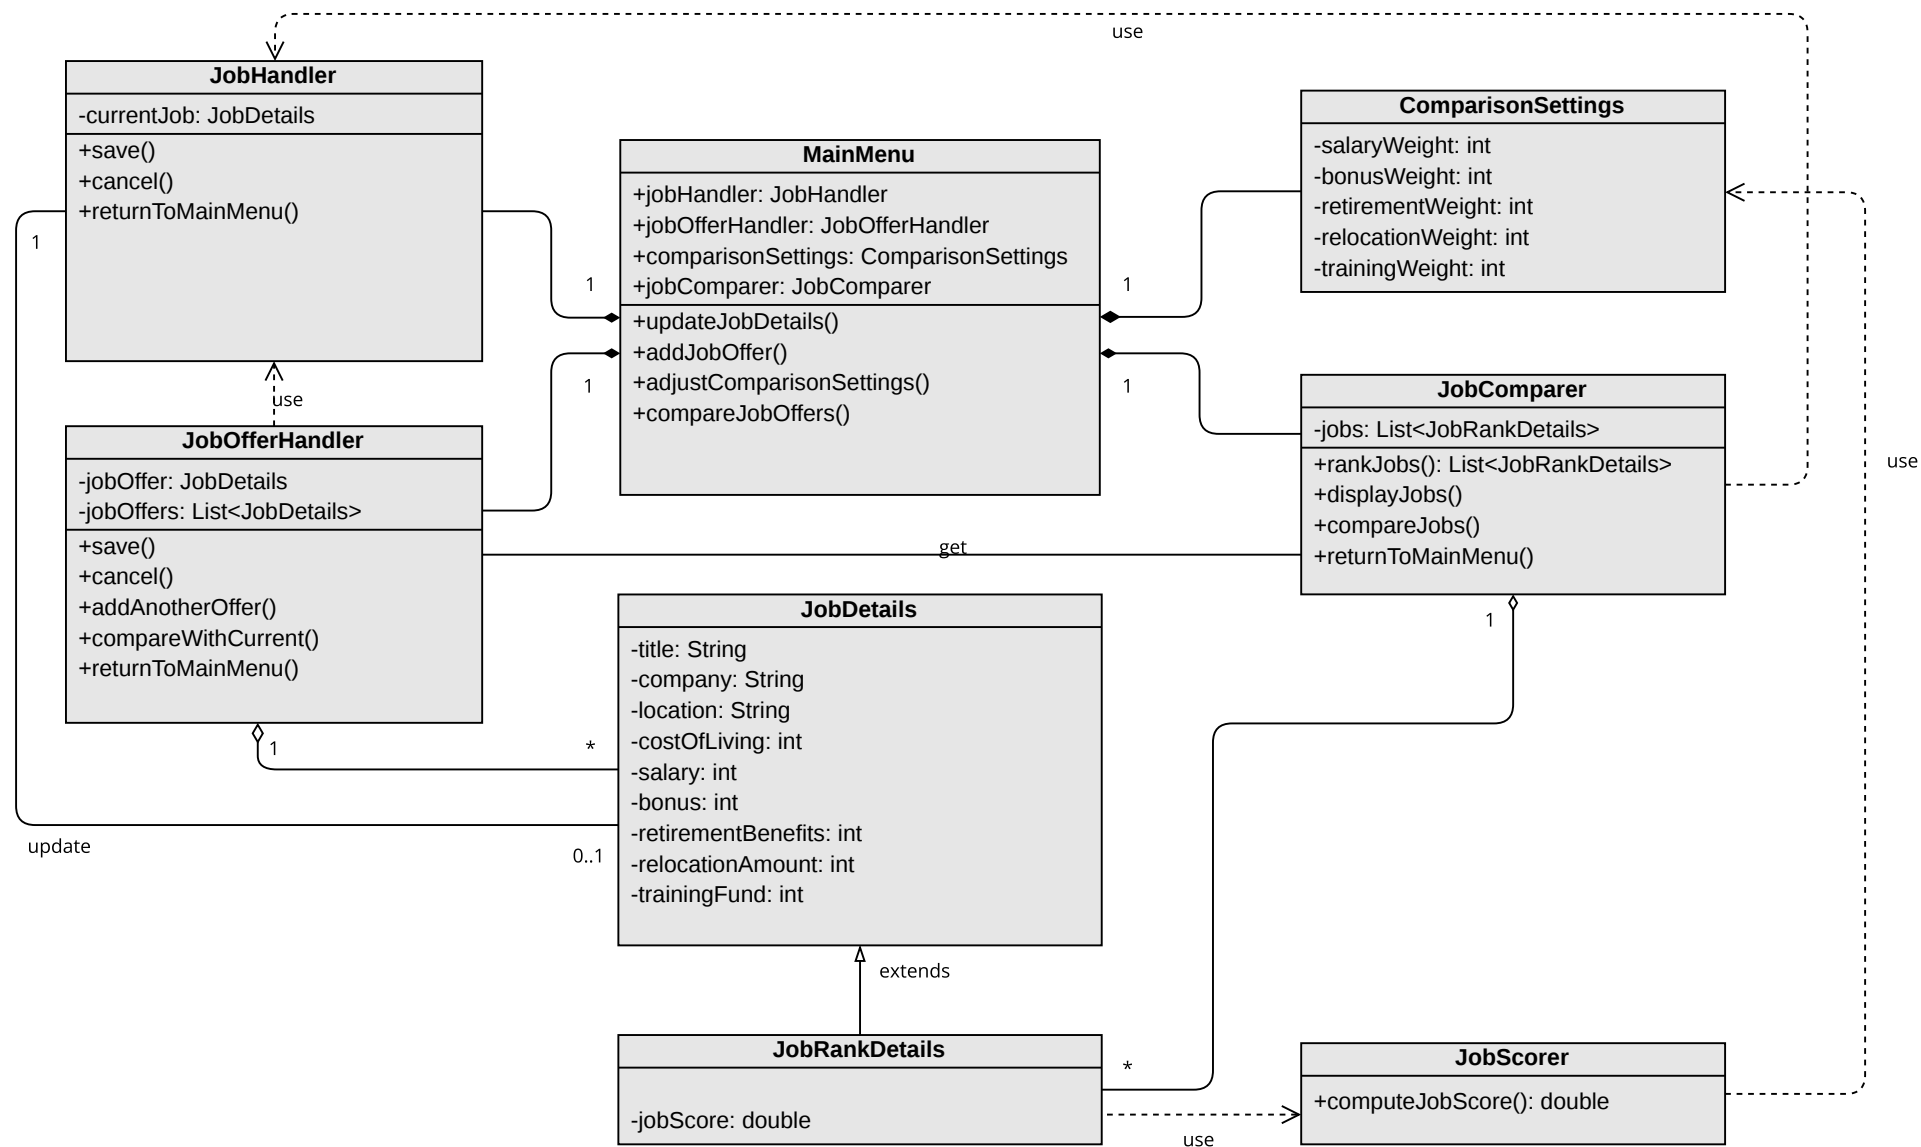 use
JobHandler
-currentJob: JobDetails
+save()
+cancel()
+returnToMainMenu()
1
MainMenu
+jobHandler: JobHandler
+jobOfferHandler: JobOfferHandler
+comparisonSettings: ComparisonSettings
+jobComparer: JobComparer
+updateJobDetails()
+addJobOffer()
+adjustComparisonSettings()
+compareJobOffers()
1
1
1
1
ComparisonSettings
-salaryWeight: int
-bonusWeight: int
-retirementWeight: int
-relocationWeight: int
-trainingWeight: int
use
JobOfferHandler
-jobOffer: JobDetails
-jobOffers: List<JobDetails>
+save()
+cancel()
+addAnotherOffer()
+compareWithCurrent()
+returnToMainMenu()
get
JobComparer
-jobs: List<JobRankDetails>
+rankJobs(): List<JobRankDetails>
+displayJobs()
+compareJobs()
+returnToMainMenu()
use
1
1
*
update
0..1
JobDetails
-title: String
-company: String
-location: String
-costOfLiving: int
-salary: int
-bonus: int
-retirementBenefits: int
-relocationAmount: int
-trainingFund: int
extends
JobRankDetails
-jobScore: double
*
use
JobScorer
+computeJobScore(): double